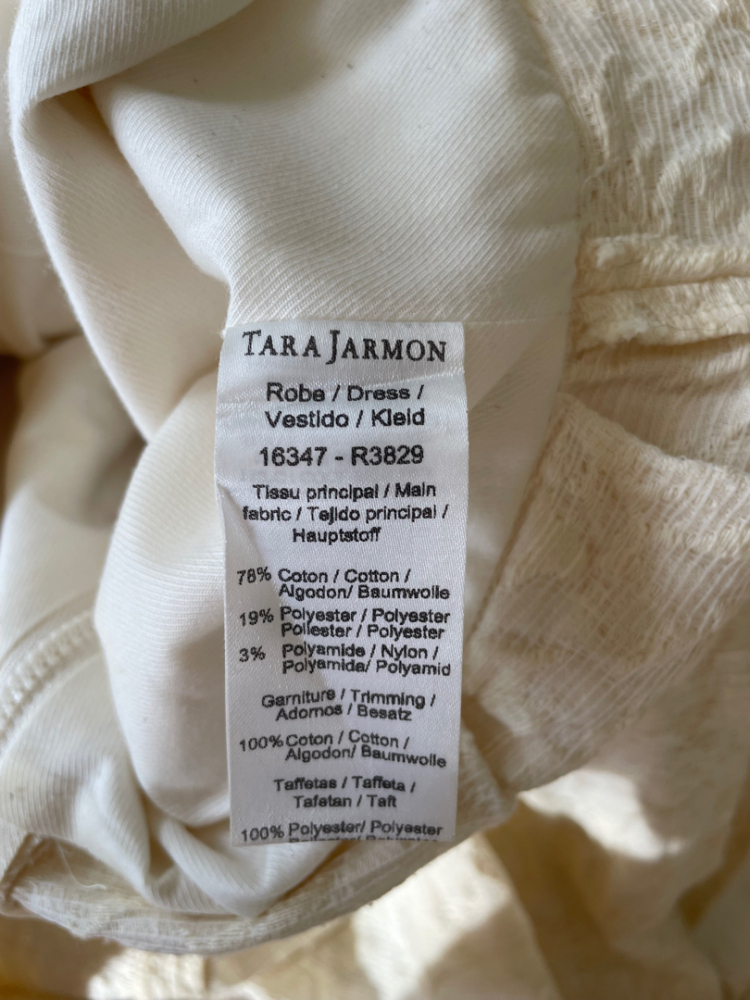 TARA JARMON
Robe / Dress /
Vestido / Kleid
16347 - R3829
Tissu principal / Main
fabric / Tejido principal /
Hauptstoff
78% Coton / Cotton /
Algodon/ Baumwolle
19% Polyester / Polyester
Poliester / Polyester
3% Polyamide / Nylon /
Polyamida/ Polyamid
Garniture / Trimming /
Adornos / Besatz
100% Coton / Cotton /
Algodon/ Baumwolle
Taffetas / Taffeta /
Tafetan / Taft
100% Polyester/ Polyester